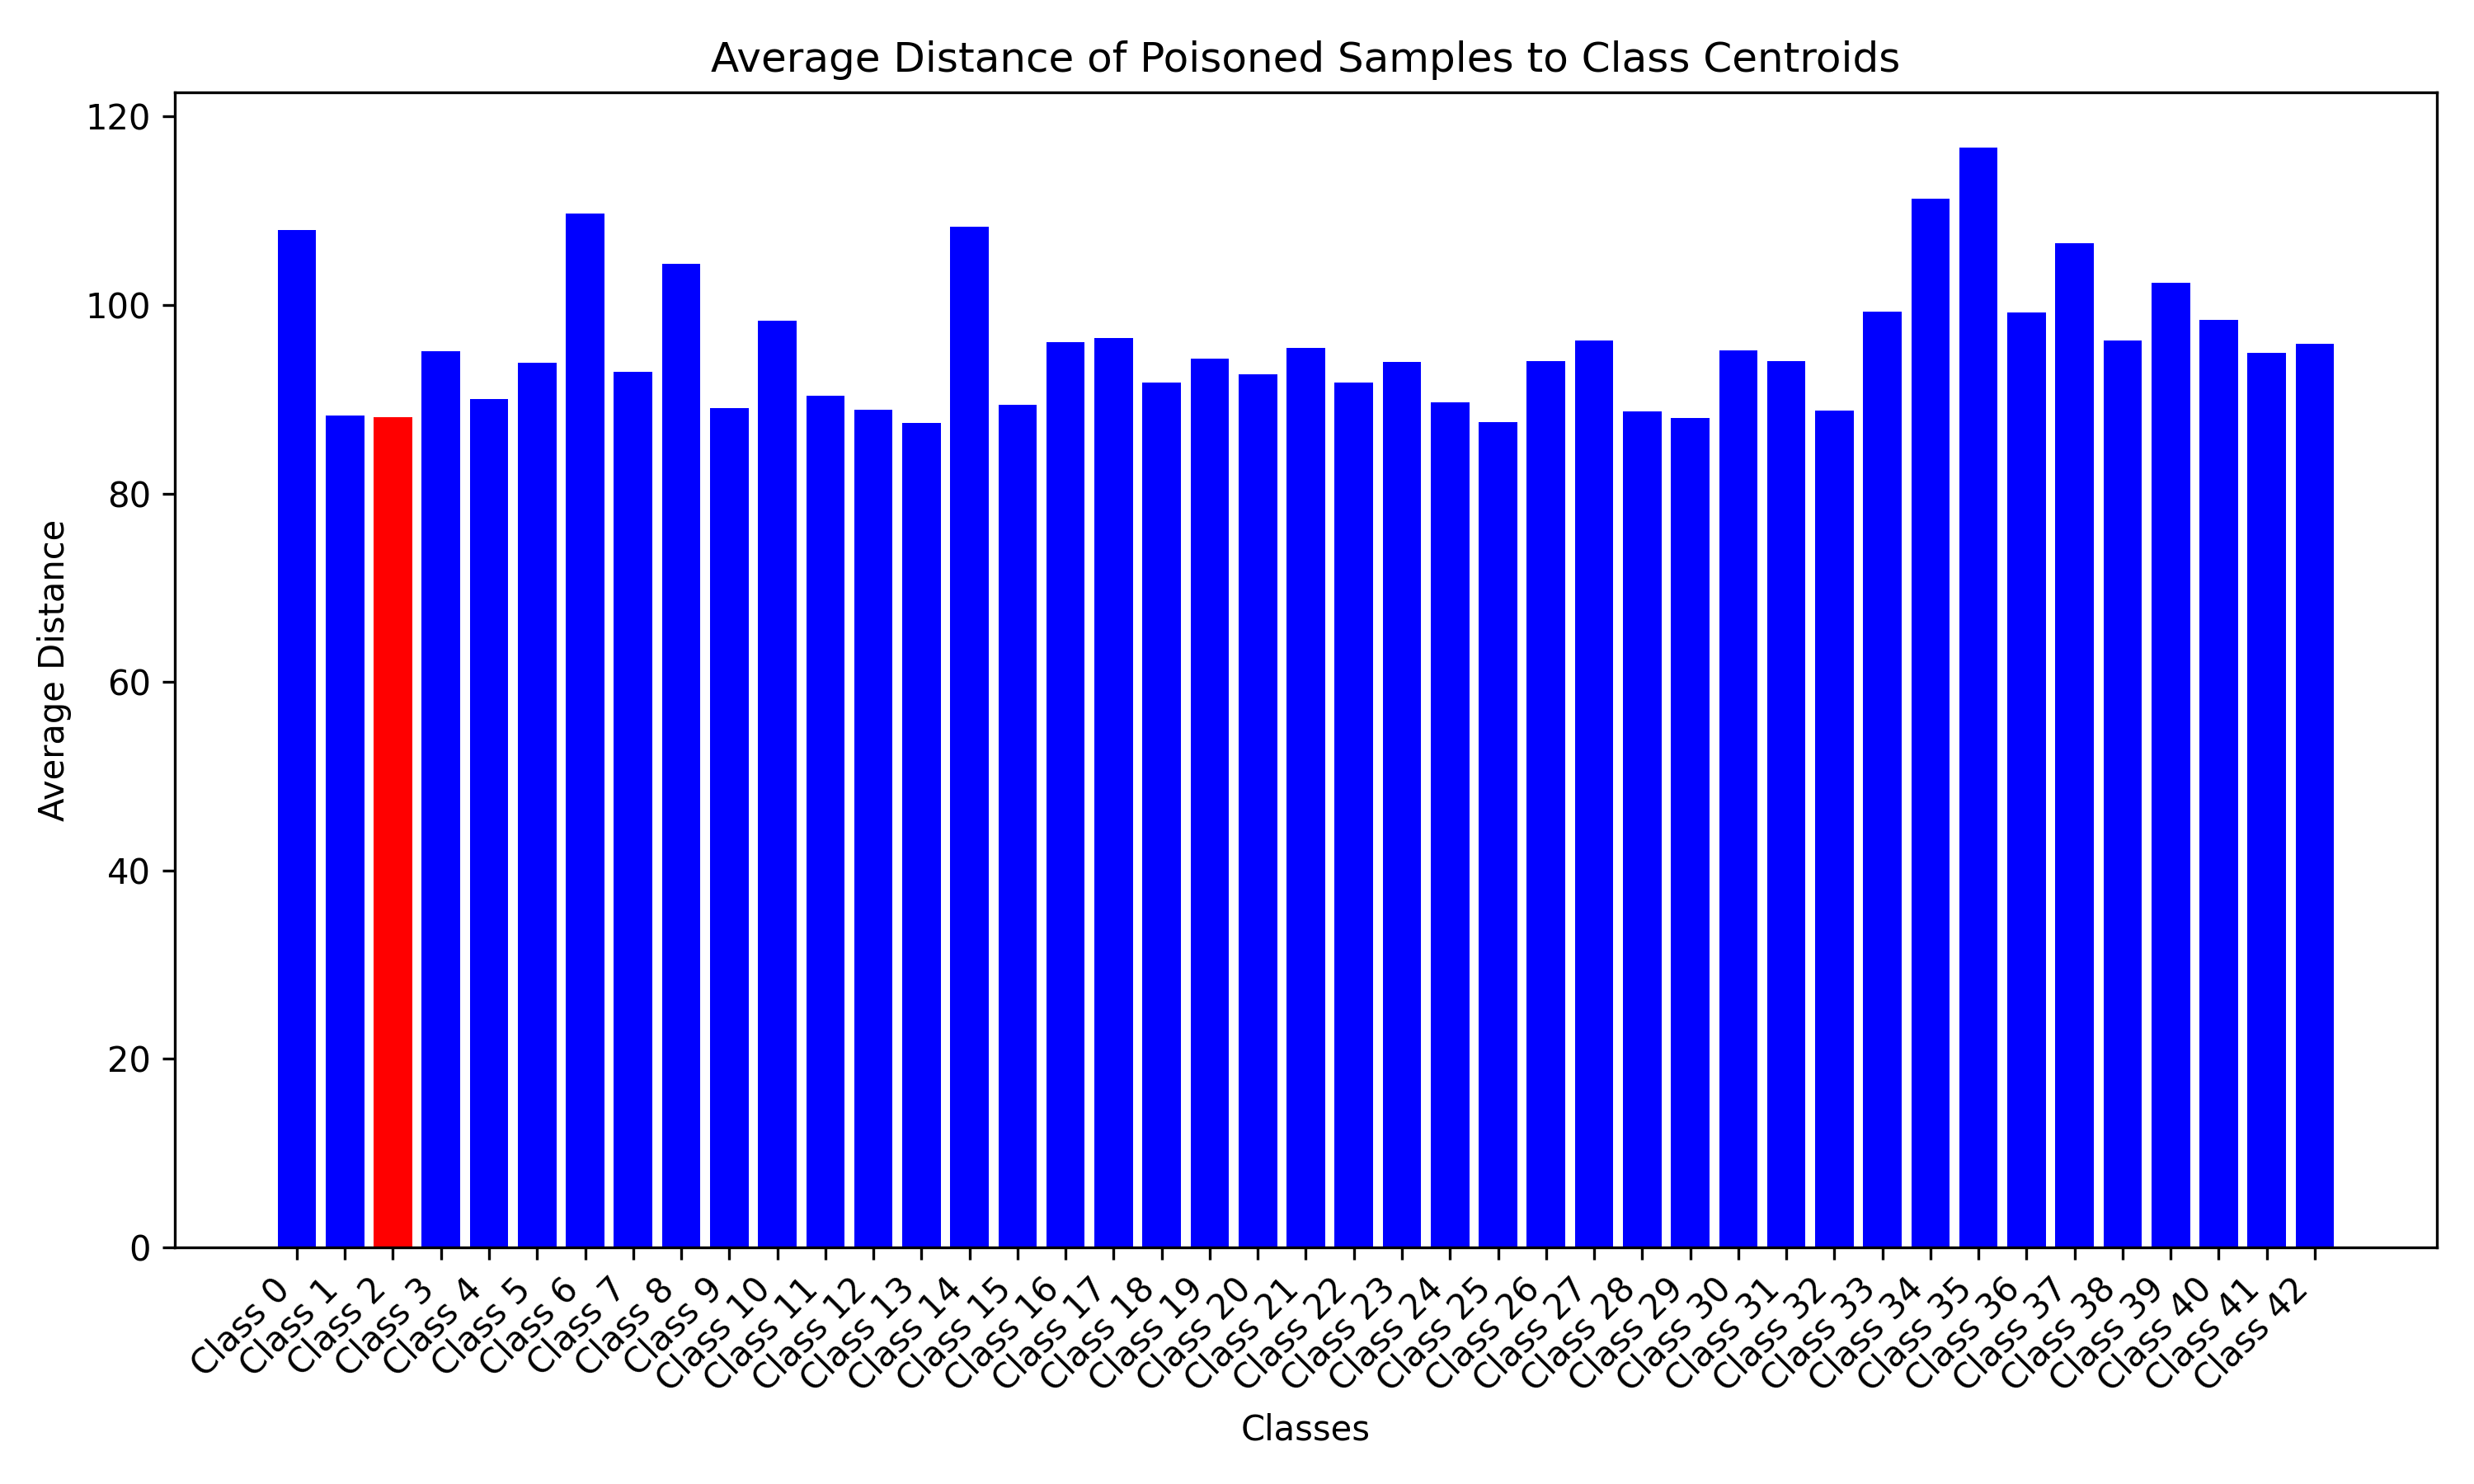 Average Distance of Poisoned Samples to Class Centroids
120
100
80
60
40
20
0
Average Distance
Class 0
Class 1
Class 2
Class 3
Class 4
Class 5
Class 6
Class 7
Class 8
Class 9
Class 10
Class 11
Class 12
Class 13
Class 14
Class 15
Class 16
Class 17
Class 18
Class 19
Class 20
Class 21
Class 22
Class 23
Class 24
Class 25
Class 26
Class 27
Class 28
Class 29
Class 30
Class 31
Class 32
Class 33
Class 34
Class 35
Class 36
Class 37
Class 38
Class 39
Class 40
Class 41
Class 42
Classes